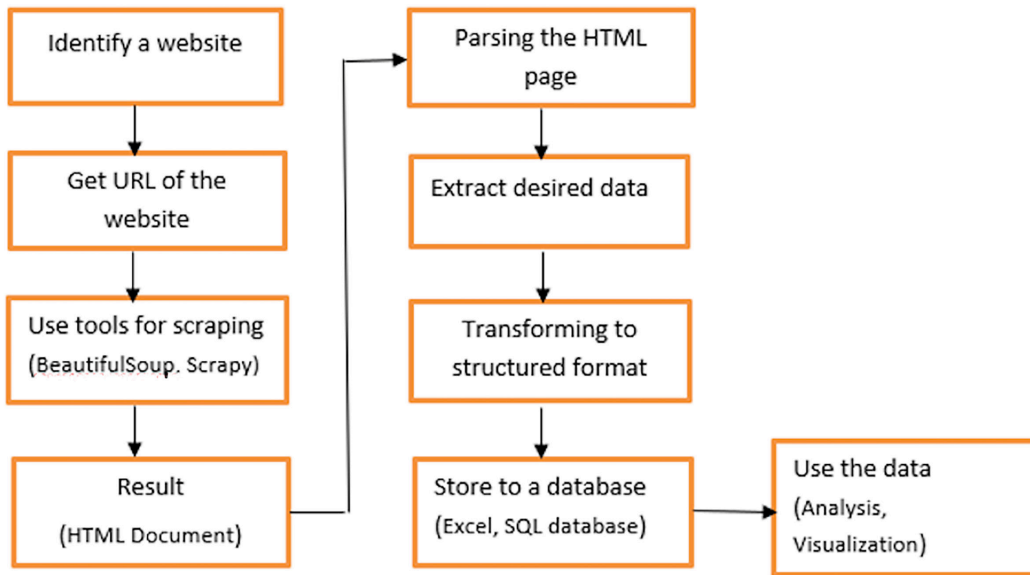 Identify a website
Get URL of the
website
Use tools for scraping
(BeautifulSoup. Scrapy)
Result
(HTML Document)
Parsing the HTML
page
Extract desired data
Transforming to
structured format
Store to a database
(Excel, SQL database)
Use the data
(Analysis,
Visualization)